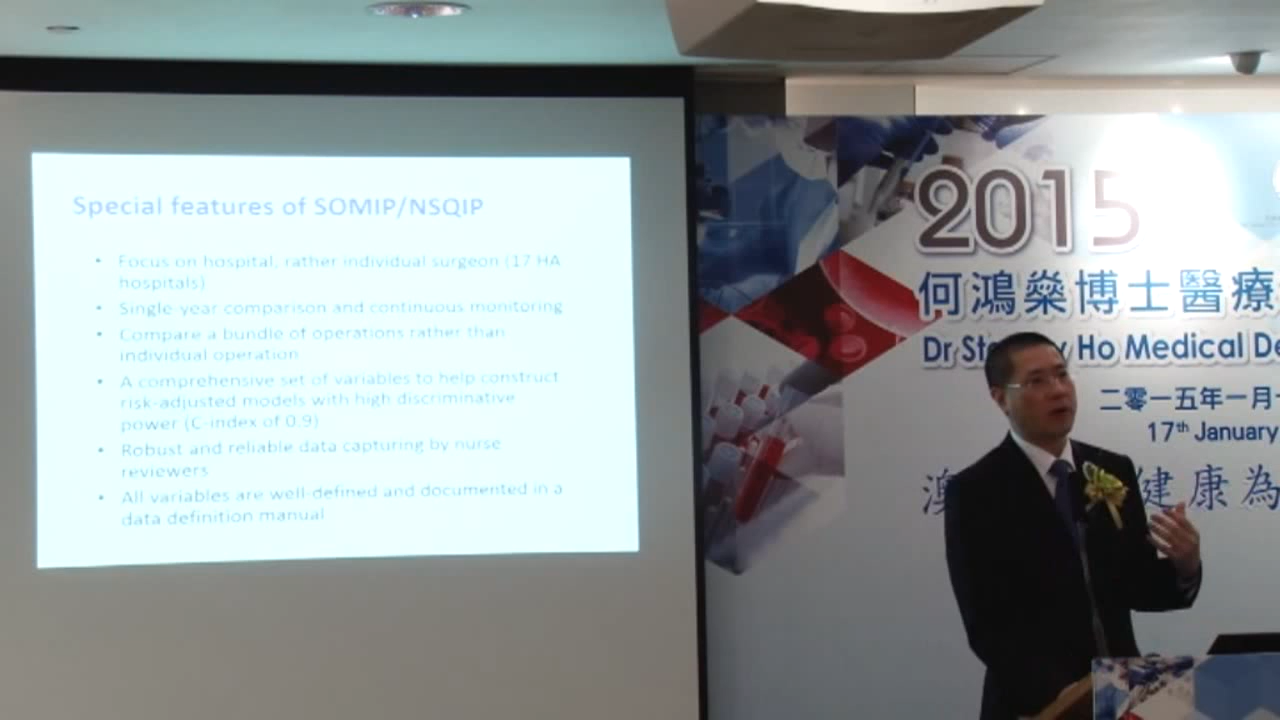 Special features of SOMIP/NSQIP
• Focus on hospital, rather individual surgeon (17 HA
hospitals)
• Single-year comparison and continuous monitoring
• Compare a bundle of operations rather than
individual operation
• A comprehensive set of variables to help construct
risk-adjusted models with high discriminative
power (C-index of 0.9)
• Robust and reliable data capturing by nurse
reviewers
• All variables are well-defined and documented in a
data definition manual
2015
何鴻燊博士醫療
Dr Ho Medical
二零一五年一月
17th January
澳 健康為